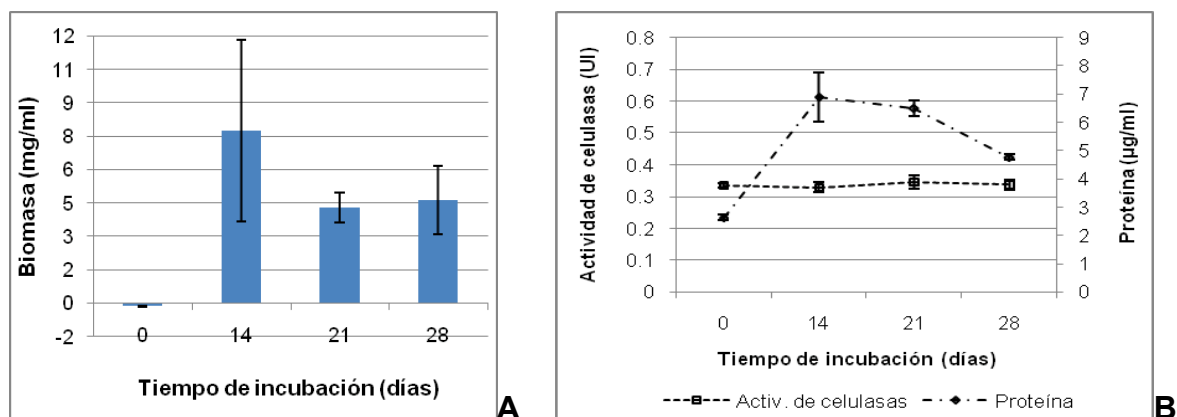 12
11
9
8
6
5
3
2
0
-2
Biomasa (mg/ml)
0 14 21 28
Tiempo de incubación (días)
A
0.8
0.7
0.6
0.5
0.4
0.3
0.2
0.1
0
Actividad de celulasas (UI)
9
8
7
6
5
4
3
2
1
0
Proteína (µg/ml)
0 14 21 28
Tiempo de incubación (días)
Activ. de celulasas Proteína
B